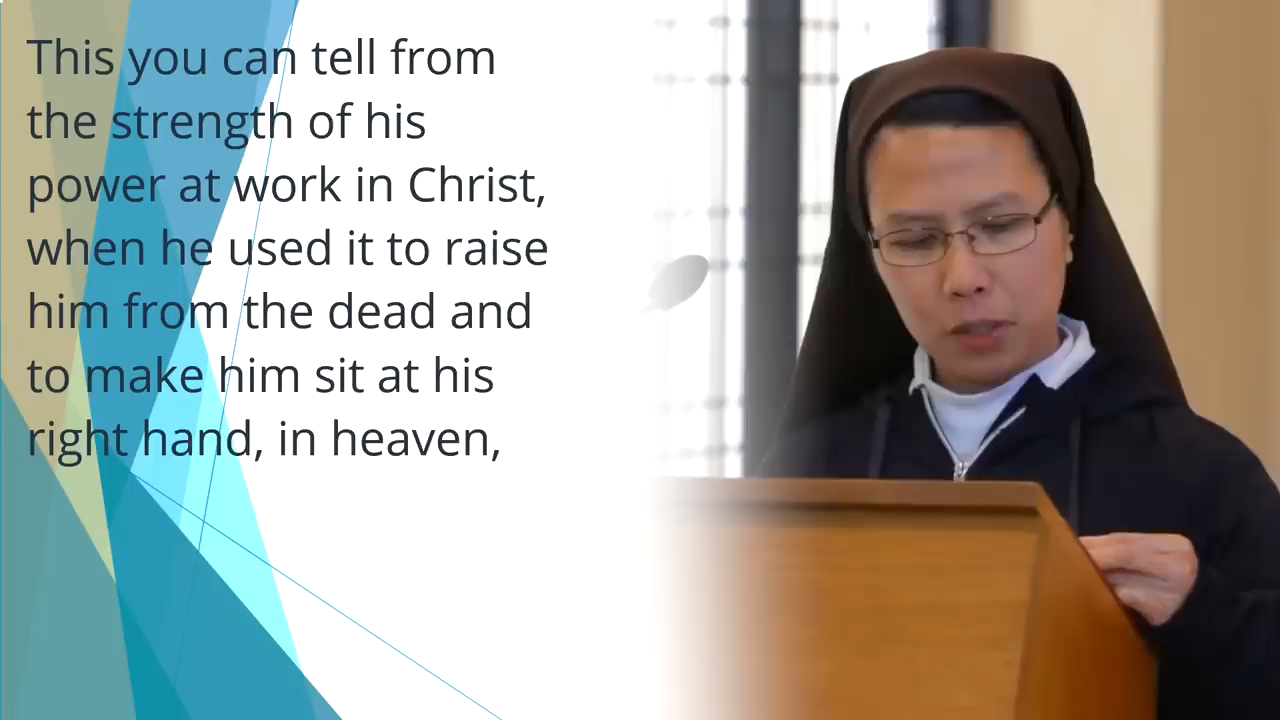 This you can tell from
the strength of his
power at work in Christ,
when he used it to raise
him from the dead and
to make him sit at his
right hand, in heaven,